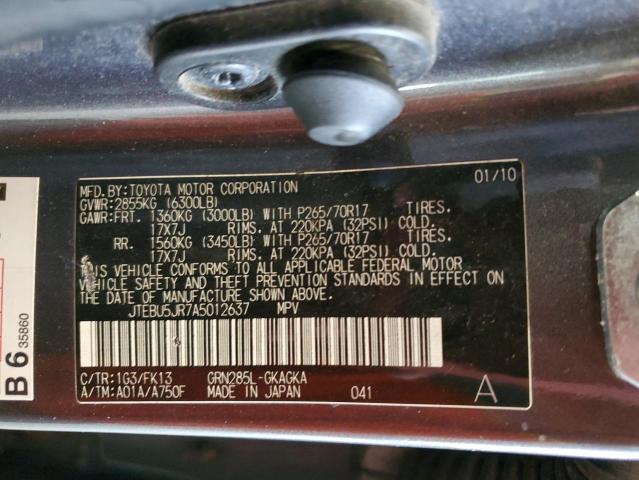 MFD.BY:TOYOTA MOTOR CORPORATION 01/10
GVWR:2855KG (6300LB)
GAWR:FRT. 1360KG (3000LB) WITH P265/70R17 TIRES.
17X7J RIMS. AT 220KPA (32PSI) COLD.
RR. 1560KG (3450LB) WITH P265/70R17 TIRES.
17X7J RIMS. AT 220KPA (32PSI) COLD.
THIS VEHICLE CONFORMS TO ALL APPLICABLE FEDERAL MOTOR
VEHICLE SAFETY AND THEFT PREVENTION STANDARDS IN EFFECT ON
THE DATE OF MANUFACTURE SHOWN ABOVE.
JTEBU5JR7A5012637 MPV
C/TR:1G3/FK13 GRN285L-GKAGKA
A/TM:A01A/A750F MADE IN JAPAN 041 A
B 6 35860